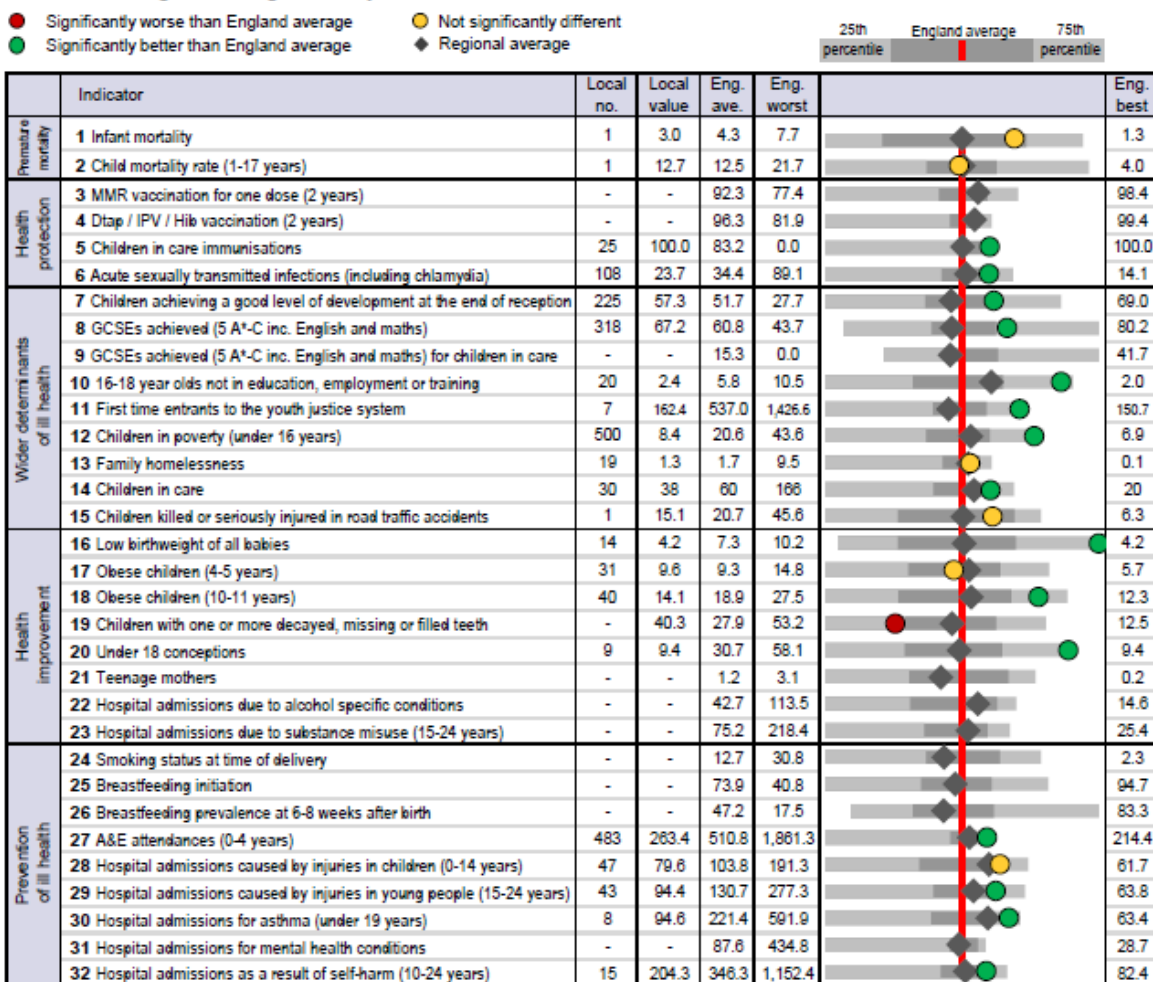 Significantly worse than England average Not significantly different
Significantly better than England average Regional average
25th percentile England average 75th percentile
Indicator Local no. Local value Eng. ave. Eng. worst Eng. best
Premature mortality
1 Infant mortality 1 3.0 4.3 7.7 1.3
2 Child mortality rate (1-17 years) 1 12.7 12.5 21.7 4.0
Health protection
3 MMR vaccination for one dose (2 years) - - 92.3 77.4 98.4
4 Dtap / IPV / Hib vaccination (2 years) - - 96.3 81.9 99.4
5 Children in care immunisations 25 100.0 83.2 0.0 100.0
6 Acute sexually transmitted infections (including chlamydia) 108 23.7 34.4 89.1 14.1
Wider determinants of ill health
7 Children achieving a good level of development at the end of reception 225 57.3 51.7 27.7 69.0
8 GCSEs achieved (5 A*-C inc. English and maths) 318 67.2 60.8 43.7 80.2
9 GCSEs achieved (5 A*-C inc. English and maths) for children in care - - 15.3 0.0 41.7
10 16-18 year olds not in education, employment or training 20 2.4 5.8 10.5 2.0
11 First time entrants to the youth justice system 7 162.4 537.0 1,426.6 150.7
12 Children in poverty (under 16 years) 500 8.4 20.6 43.6 6.9
13 Family homelessness 19 1.3 1.7 9.5 0.1
14 Children in care 30 38 60 166 20
15 Children killed or seriously injured in road traffic accidents 1 15.1 20.7 45.6 6.3
Health improvement
16 Low birthweight of all babies 14 4.2 7.3 10.2 4.2
17 Obese children (4-5 years) 31 9.6 9.3 14.8 5.7
18 Obese children (10-11 years) 40 14.1 18.9 27.5 12.3
19 Children with one or more decayed, missing or filled teeth - 40.3 27.9 53.2 12.5
20 Under 18 conceptions 9 9.4 30.7 58.1 9.4
21 Teenage mothers - - 1.2 3.1 0.2
22 Hospital admissions due to alcohol specific conditions - - 42.7 113.5 14.6
23 Hospital admissions due to substance misuse (15-24 years) - - 75.2 218.4 25.4
Prevention of ill health
24 Smoking status at time of delivery - - 12.7 30.8 2.3
25 Breastfeeding initiation - - 73.9 40.8 94.7
26 Breastfeeding prevalence at 6-8 weeks after birth - - 47.2 17.5 83.3
27 A&E attendances (0-4 years) 483 263.4 510.8 1,861.3 214.4
28 Hospital admissions caused by injuries in children (0-14 years) 47 79.6 103.8 191.3 61.7
29 Hospital admissions caused by injuries in young people (15-24 years) 43 94.4 130.7 277.3 63.8
30 Hospital admissions for asthma (under 19 years) 8 94.6 221.4 591.9 63.4
31 Hospital admissions for mental health conditions - - 87.6 434.8 28.7
32 Hospital admissions as a result of self-harm (10-24 years) 15 204.3 346.3 1,152.4 82.4